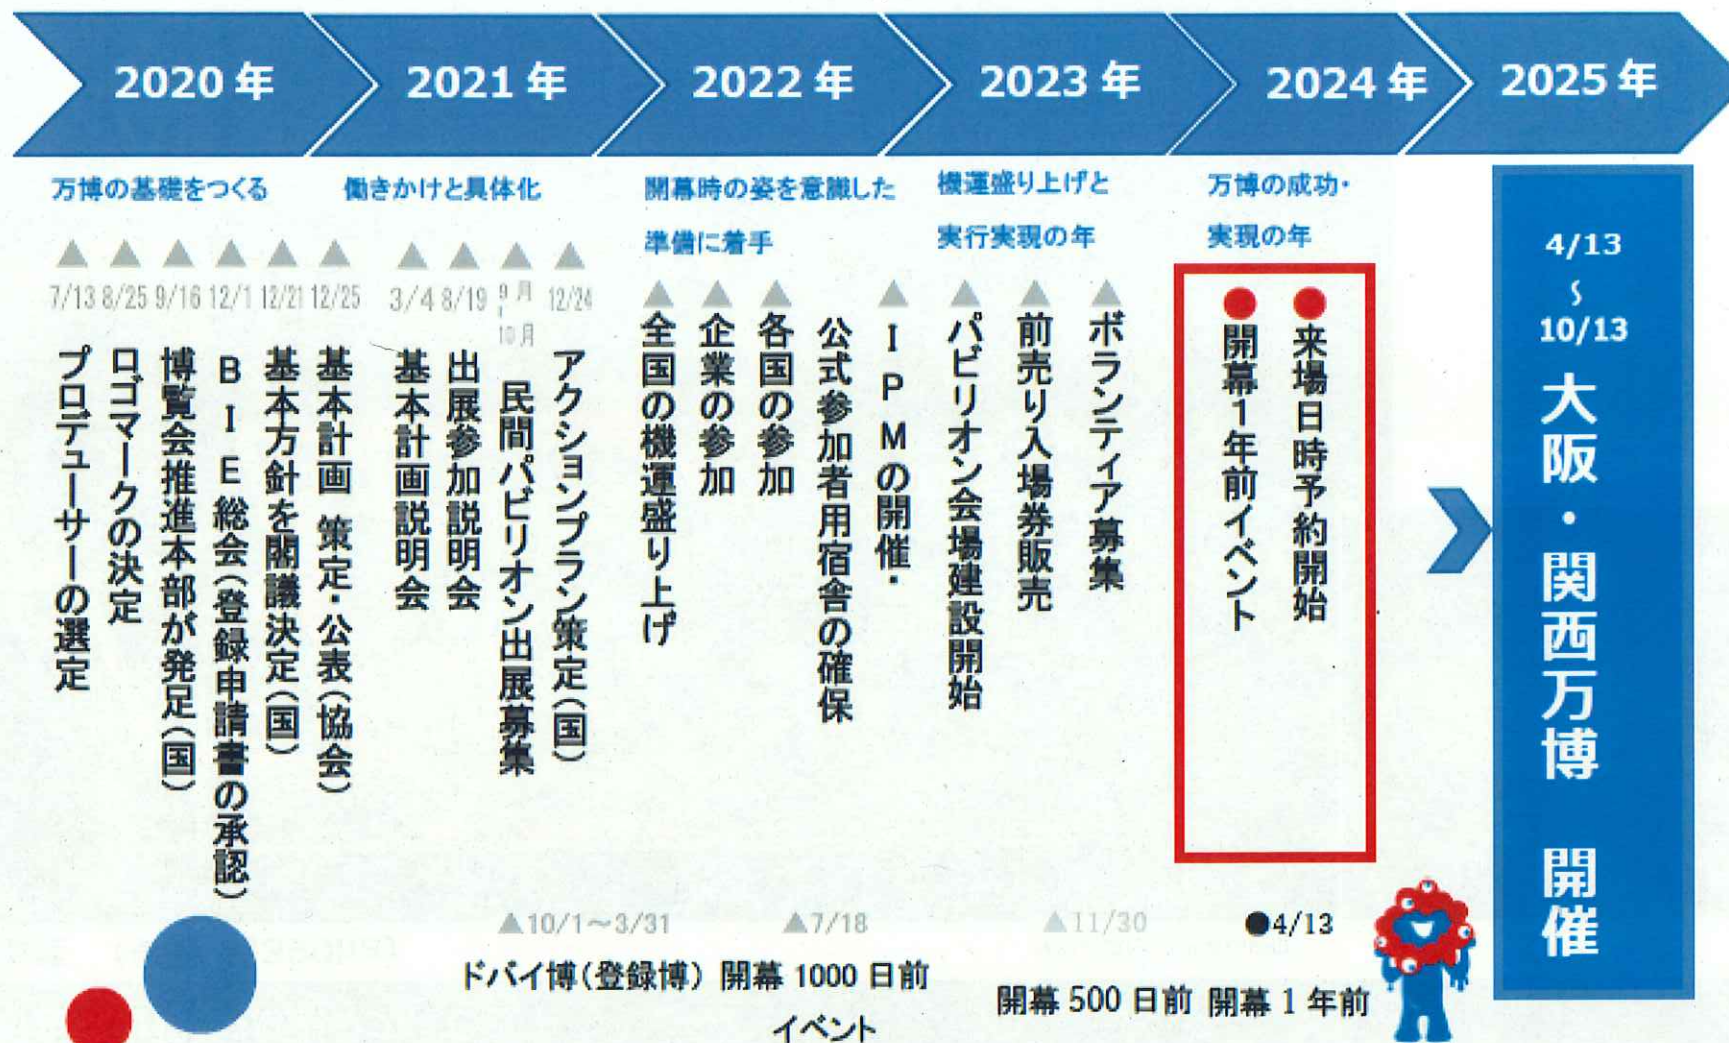 2020年
2021年
2022年
2023年
2024年
2025年
万博の基礎をつくる
働きかけと具体化
開幕時の姿を意識した
準備に着手
機運盛り上げと
実行実現の年
万博の成功・
実現の年
▲ 7/13 プロデューサーの選定
▲ 8/25 ロゴマークの決定
▲ 9/16 博覧会推進本部が発足(国)
▲ 12/1 BIE総会(登録申請書の承認)
▲ 12/21 基本方針を閣議決定(国)
▲ 12/25 基本計画 策定・公表(協会)
▲ 3/4 基本計画説明会
▲ 8/19 出展参加説明会
▲ 9月~10月 民間パビリオン出展募集
▲ 12/24 アクションプラン策定(国)
▲ 全国の機運盛り上げ
▲ 企業の参加
▲ 各国の参加
公式参加者用宿舎の確保
▲ IPMの開催・
▲ パビリオン会場建設開始
▲ 前売り入場券販売
▲ ボランティア募集
● 開幕1年前イベント
● 来場日時予約開始
4/13
~
10/13
大阪・関西万博 開催
▲10/1~3/31
▲7/18
▲11/30
●4/13
ドバイ博(登録博) 開幕1000日前
イベント
開幕500日前 開幕1年前